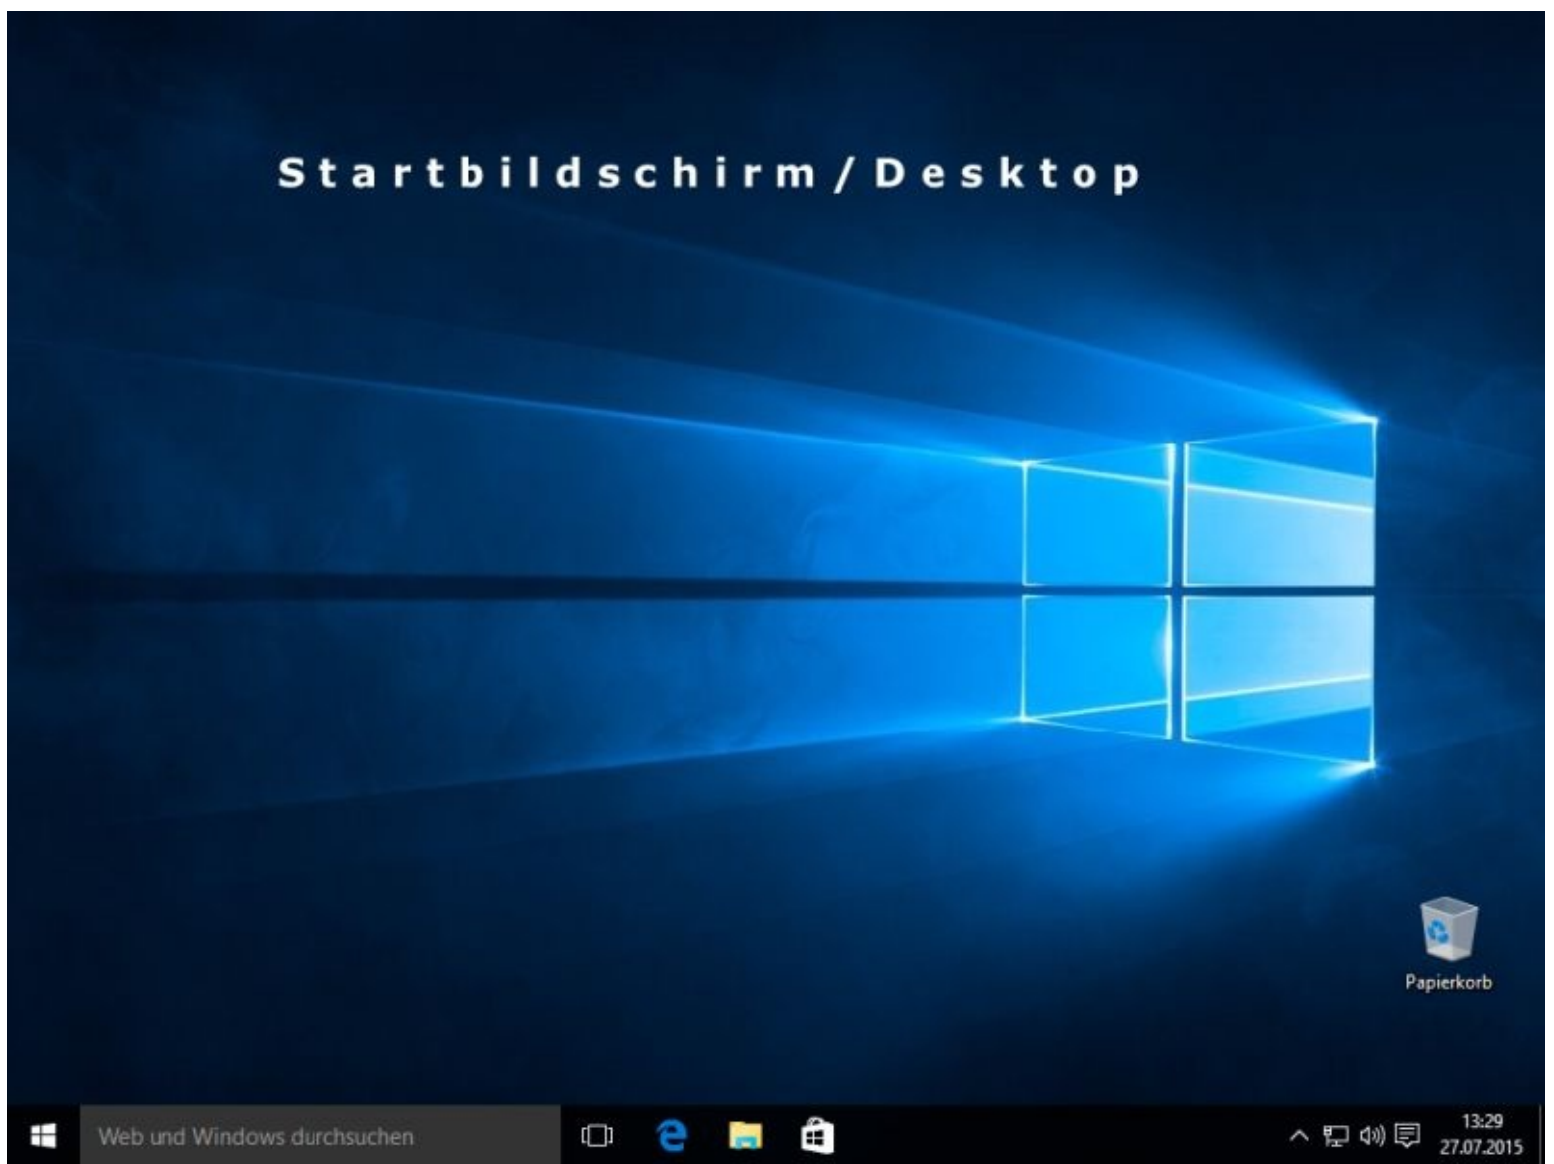 Startbildschirm/Desktop
Papierkorb
Web und Windows durchsuchen
13:29
27.07.2015